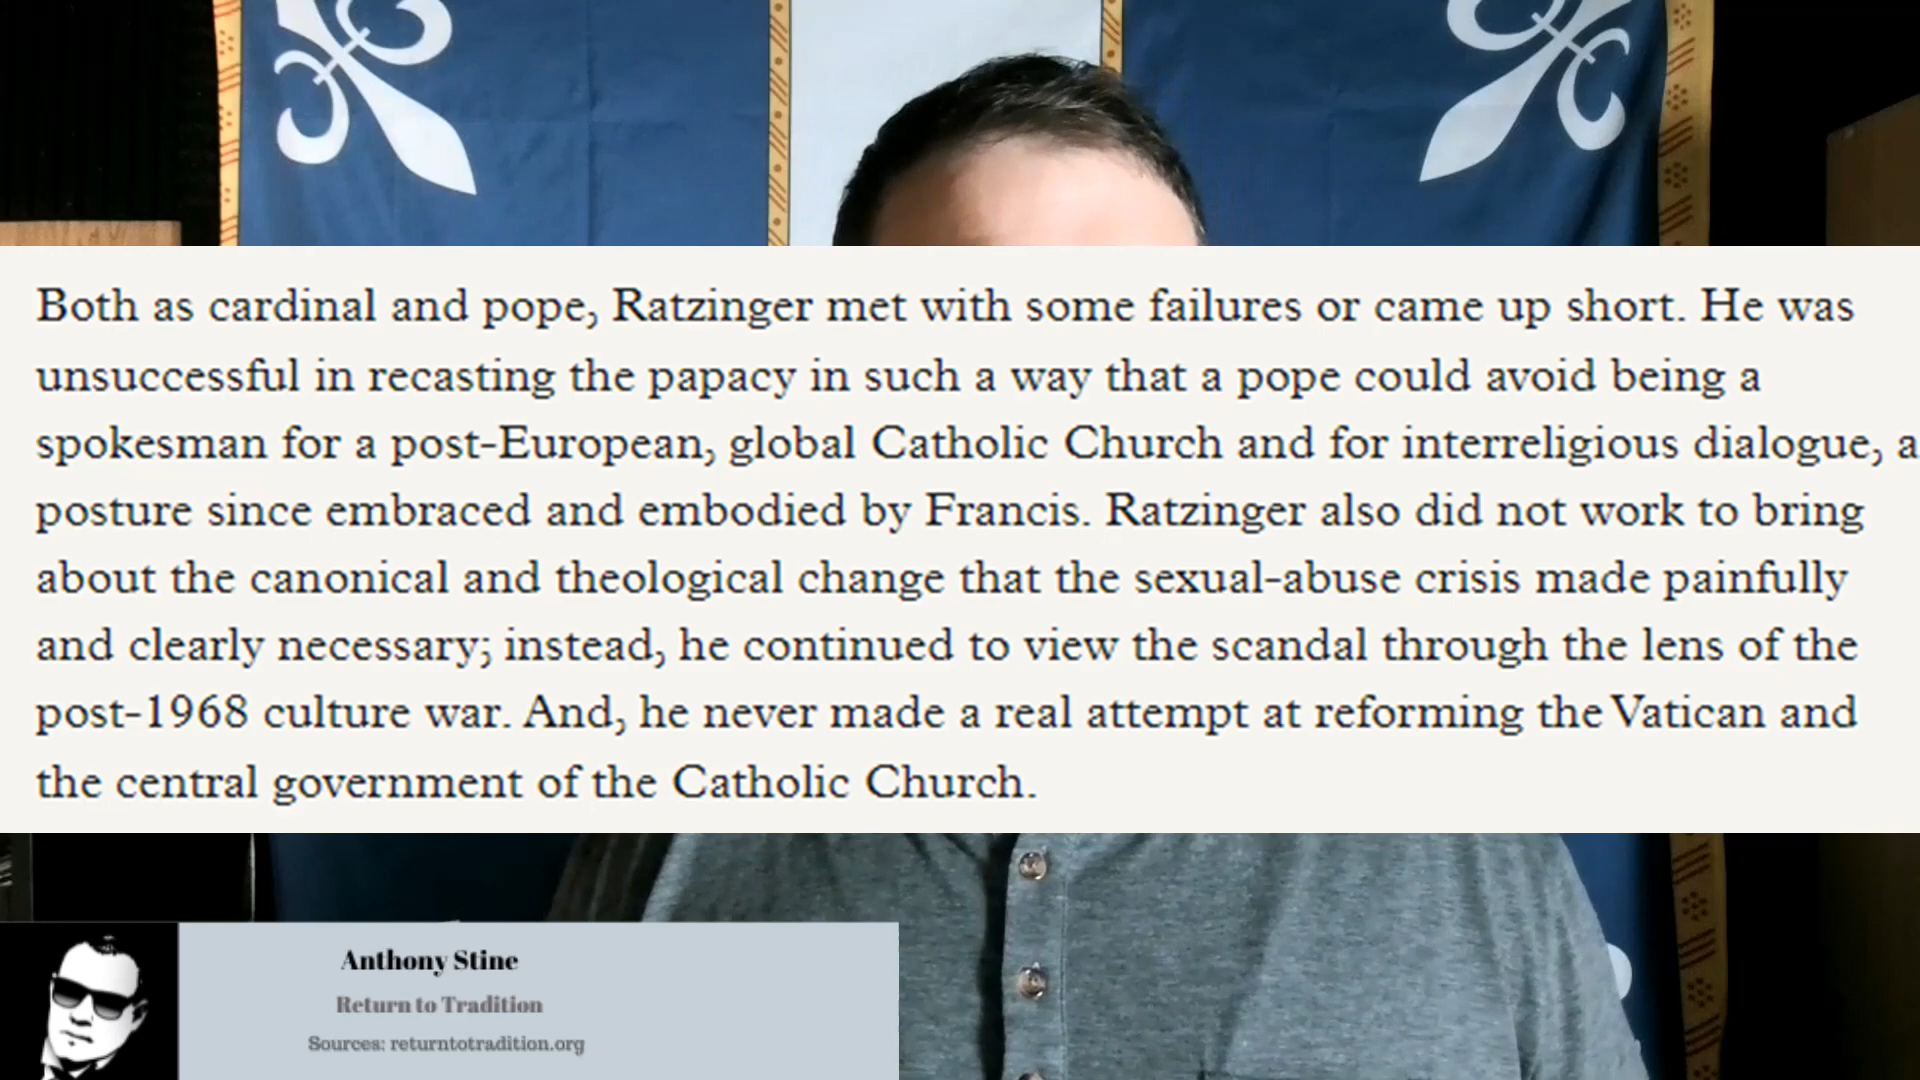 Both as cardinal and pope, Ratzinger met with some failures or came up short. He was
unsuccessful in recasting the papacy in such a way that a pope could avoid being a
spokesman for a post-European, global Catholic Church and for interreligious dialogue, a
posture since embraced and embodied by Francis. Ratzinger also did not work to bring
about the canonical and theological change that the sexual-abuse crisis made painfully
and clearly necessary; instead, he continued to view the scandal through the lens of the
post-1968 culture war. And, he never made a real attempt at reforming the Vatican and
the central government of the Catholic Church.
Anthony Stine
Return to Tradition
Sources: returntotradition.org